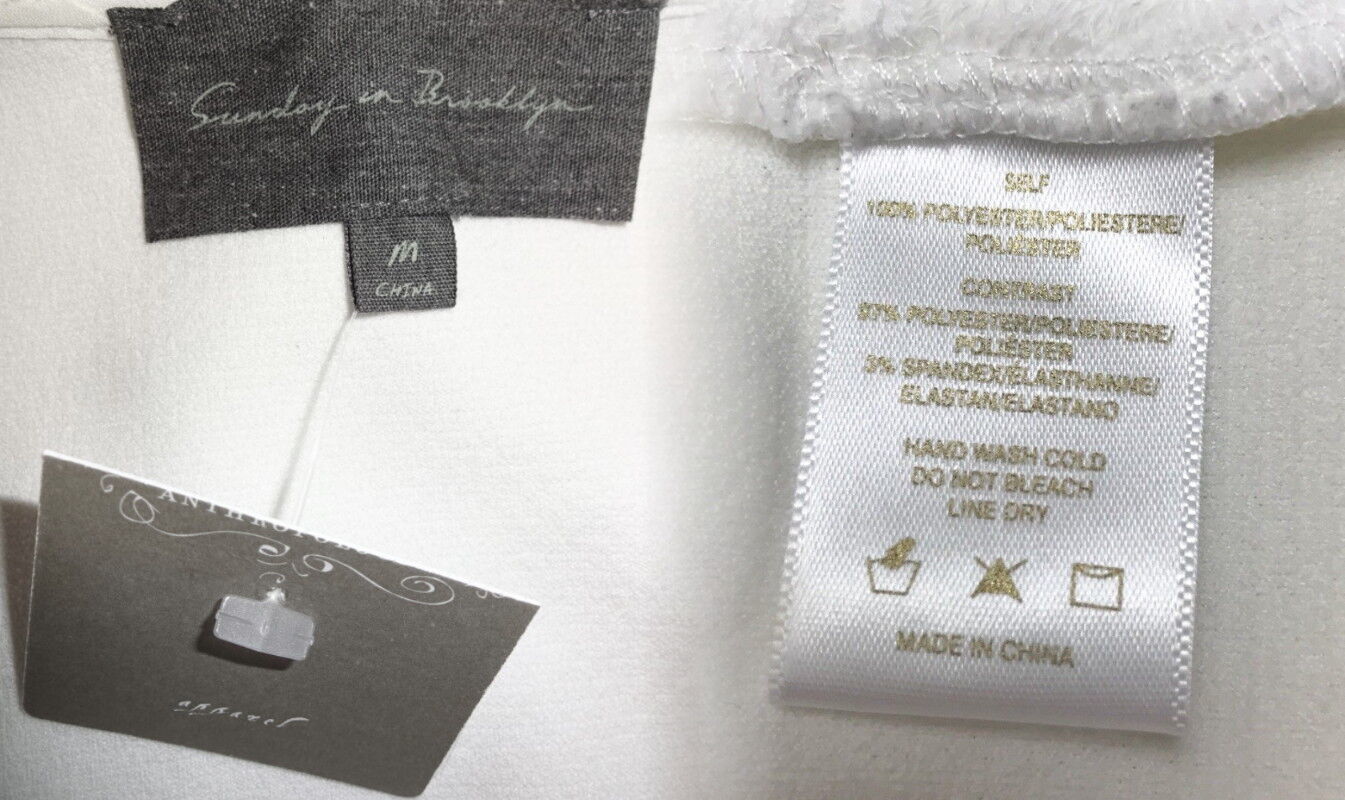 Sunday in Brooklyn
M
CHINA
apparel
SELF
100% POLYESTER/POLIESTERE/
POLIÉSTER
CONTRAST
97% POLYESTER/POLIESTERE/
POLIÉSTER
3% SPANDEX/ELASTHANNE/
ELASTAN/ELASTANO
HAND WASH COLD
DO NOT BLEACH
LINE DRY
MADE IN CHINA